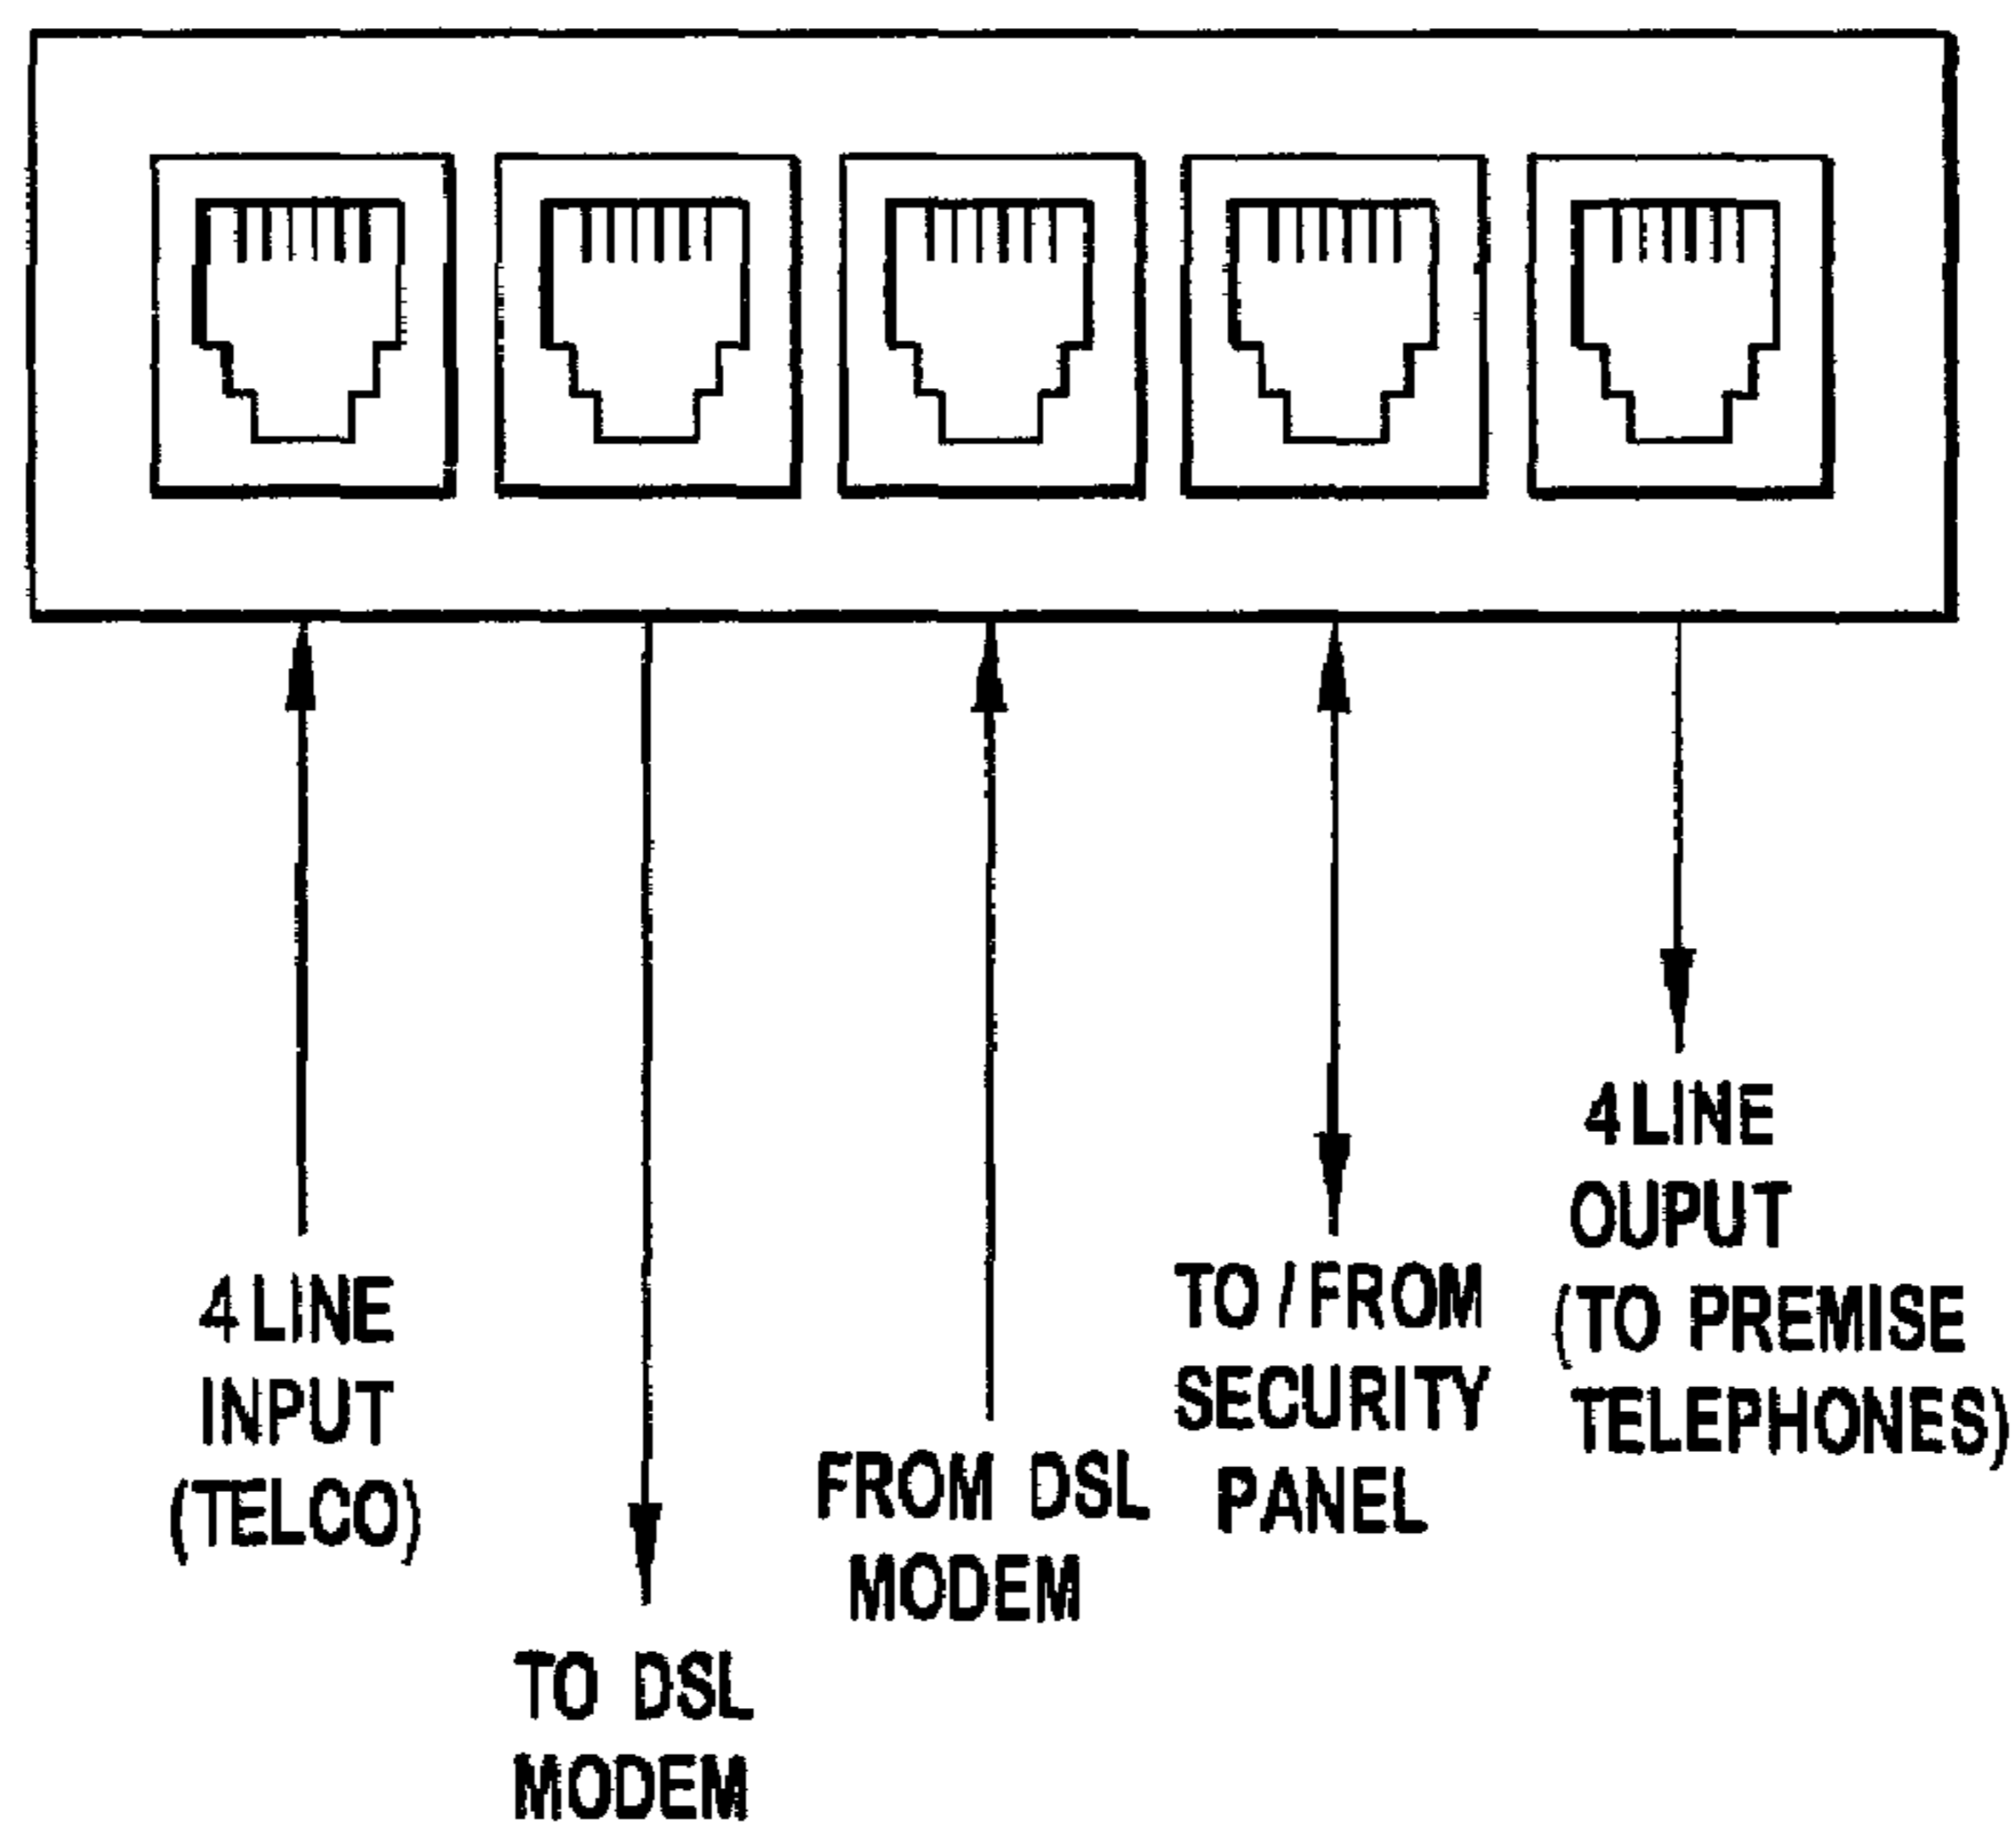 4 LINE
INPUT
(TELCO)
TO DSL
MODEM
FROM DSL
MODEM
TO / FROM
SECURITY
PANEL
4 LINE
OUPUT
(TO PREMISE
TELEPHONES)